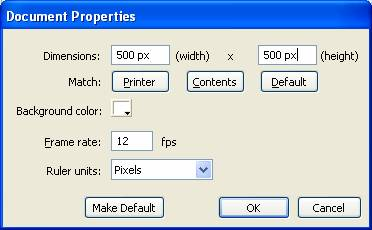 Document Properties
Dimensions: 500 px (width) x 500 px (height)
Match: Printer Contents Default
Background color:
Frame rate: 12 fps
Ruler units: Pixels
Make Default OK Cancel